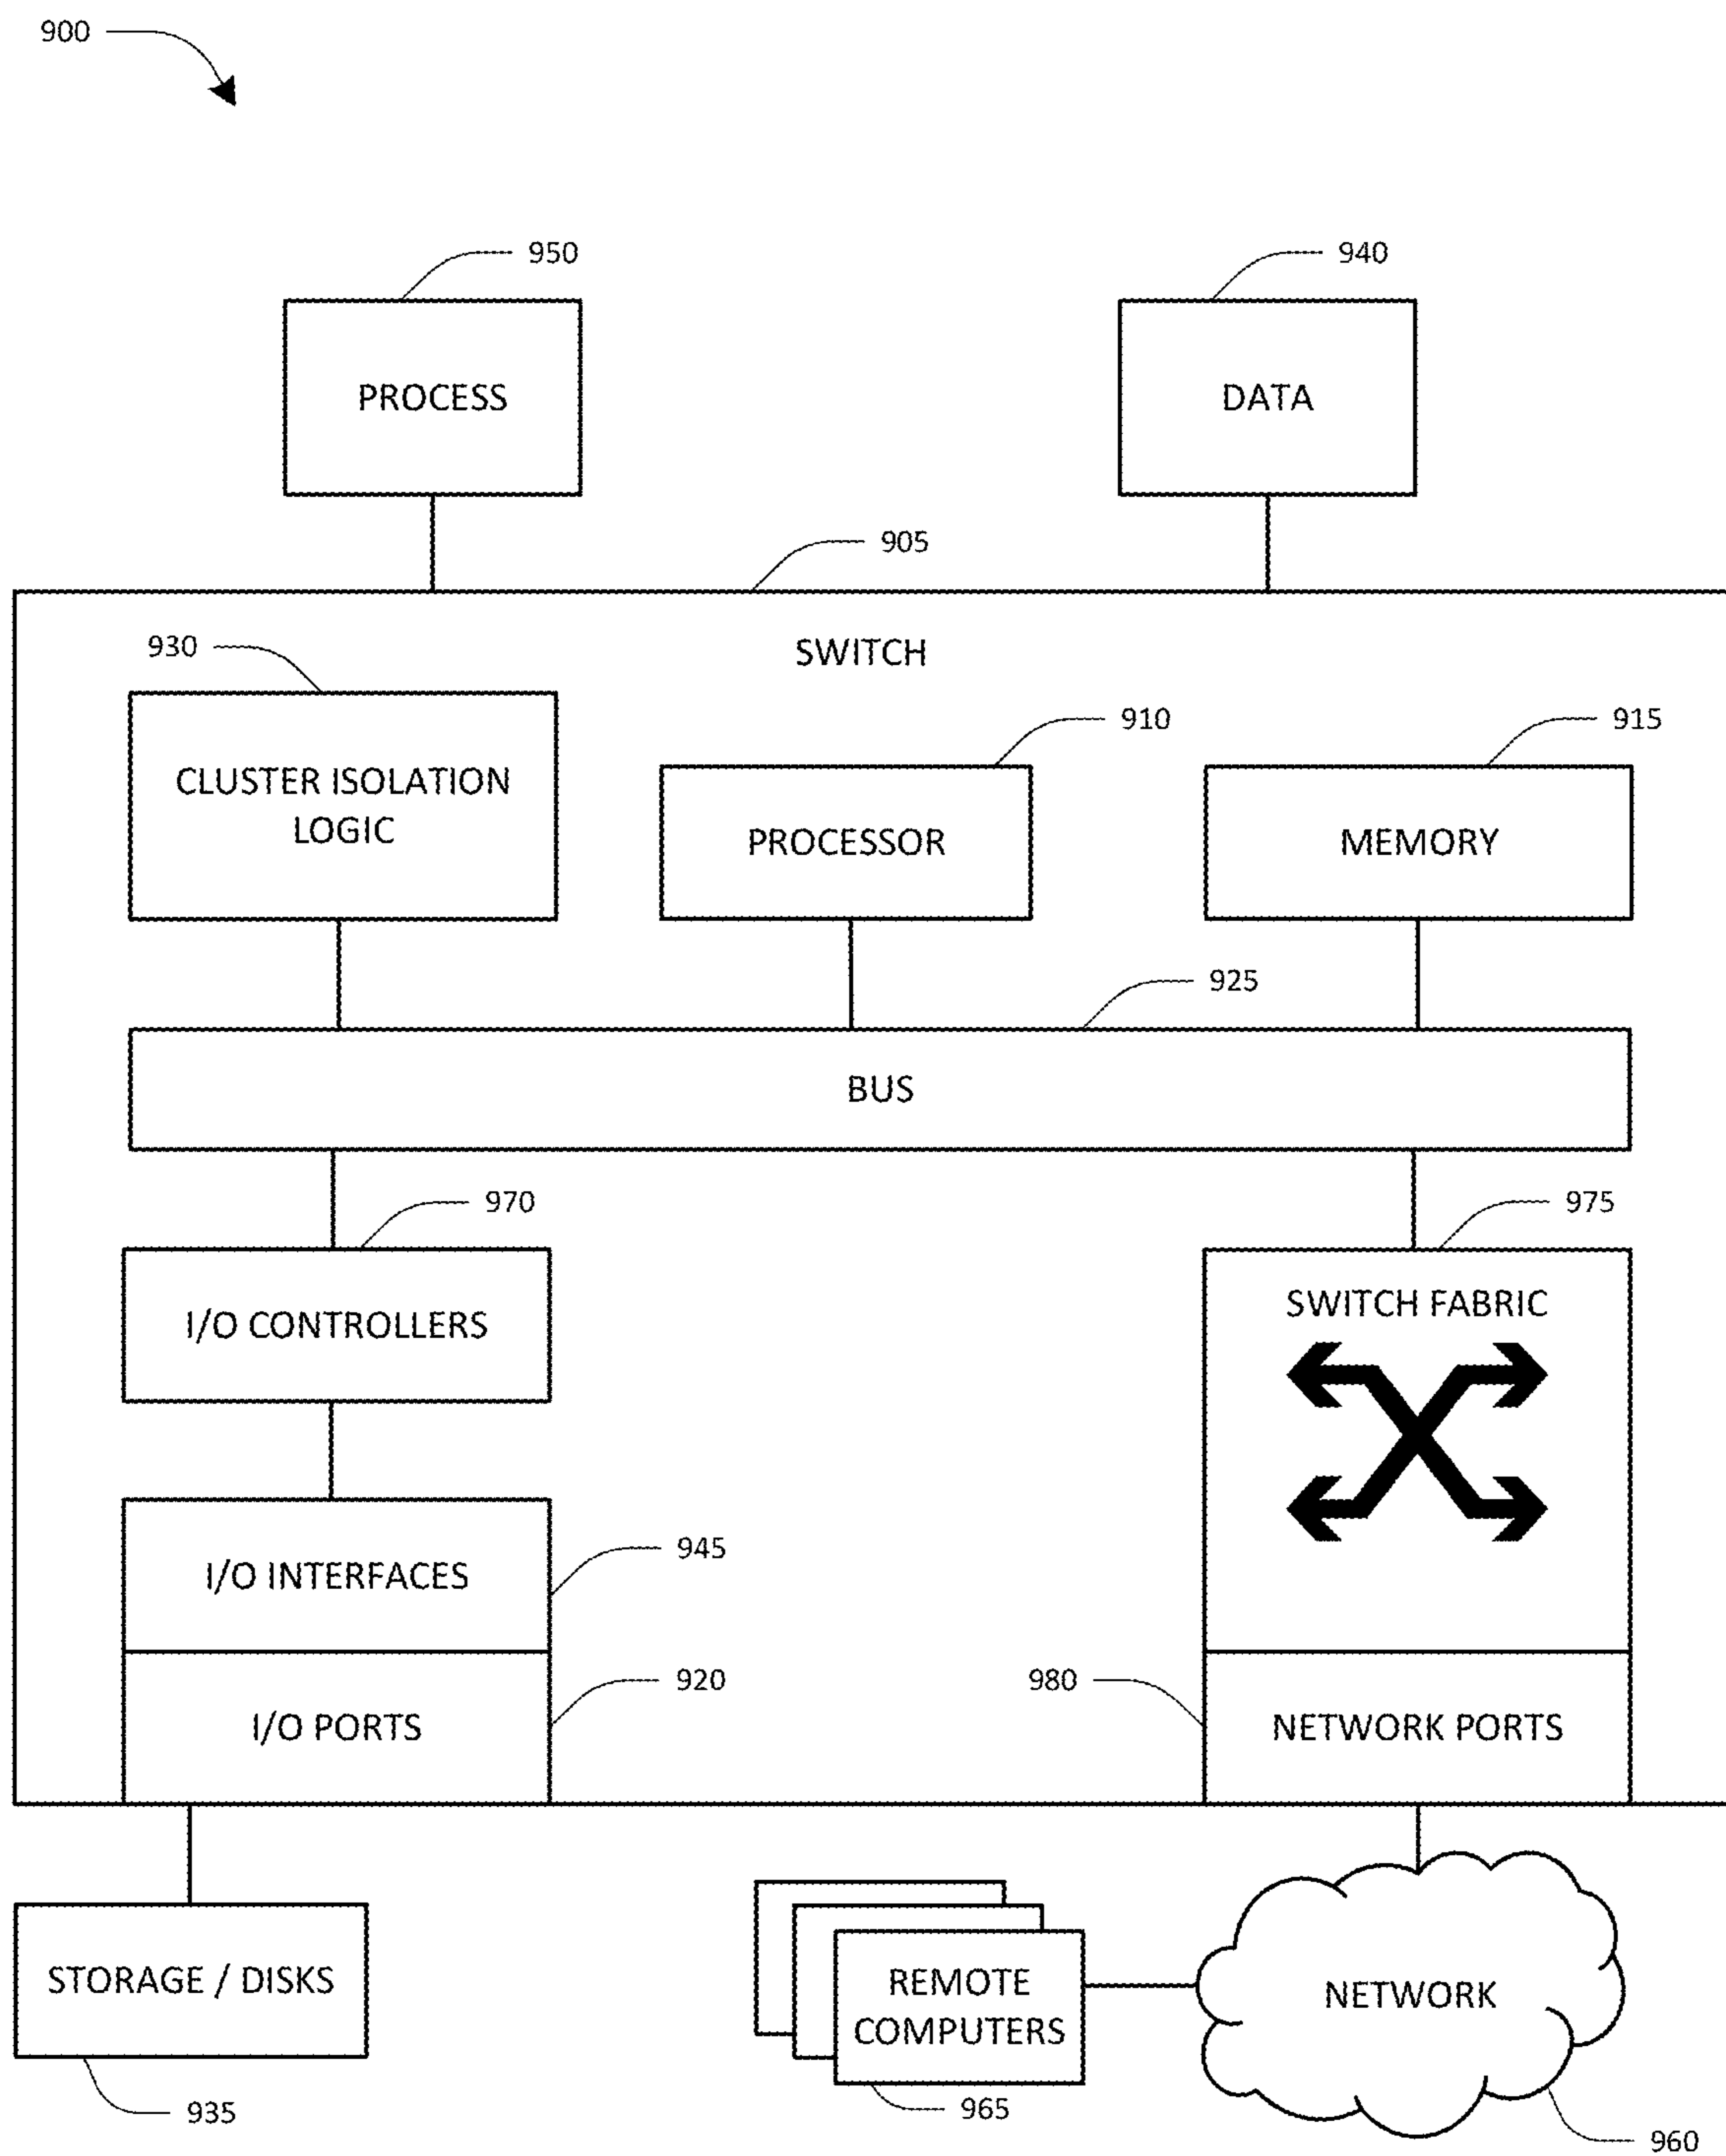 900
950
940
PROCESS
DATA
905
SWITCH
930
910
915
CLUSTER ISOLATION
LOGIC
PROCESSOR
MEMORY
925
BUS
970
975
I/O CONTROLLERS
SWITCH FABRIC
I/O INTERFACES
945
I/O PORTS
920
980
NETWORK PORTS
STORAGE / DISKS
935
REMOTE
COMPUTERS
965
NETWORK
960